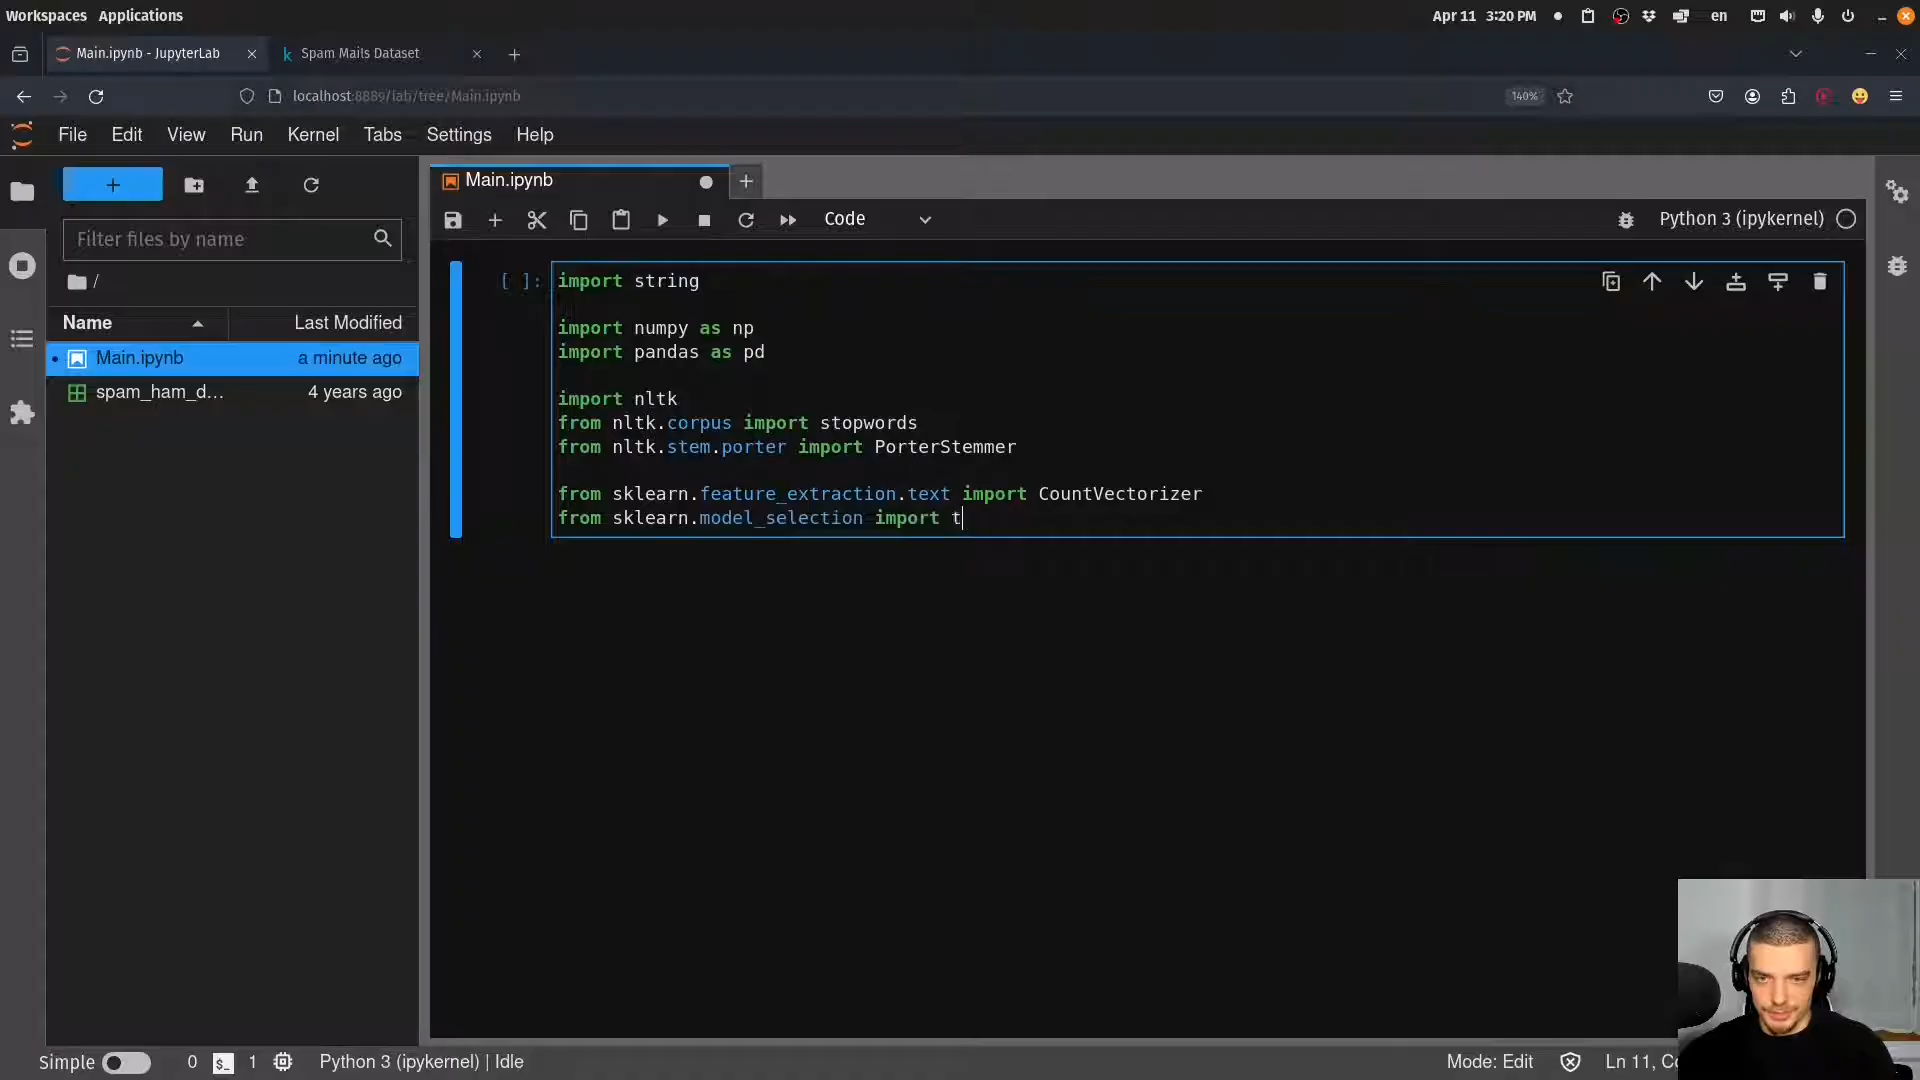 Workspaces Applications
Apr 11 3:20 PM
en
Main.ipynb - JupyterLab
Spam Mails Dataset
localhost:8889/lab/tree/Main.ipynb
140%
File Edit View Run Kernel Tabs Settings Help
Main.ipynb
Code
Python 3 (ipykernel)
Filter files by name
/
Name Last Modified
Main.ipynb a minute ago
spam_ham_d... 4 years ago
[ ]:
import string
import numpy as np
import pandas as pd
import nltk
from nltk.corpus import stopwords
from nltk.stem.porter import PorterStemmer
from sklearn.feature_extraction.text import CountVectorizer
from sklearn.model_selection import t
Simple 0 $_ 1 Python 3 (ipykernel) | Idle
Mode: Edit Ln 11,